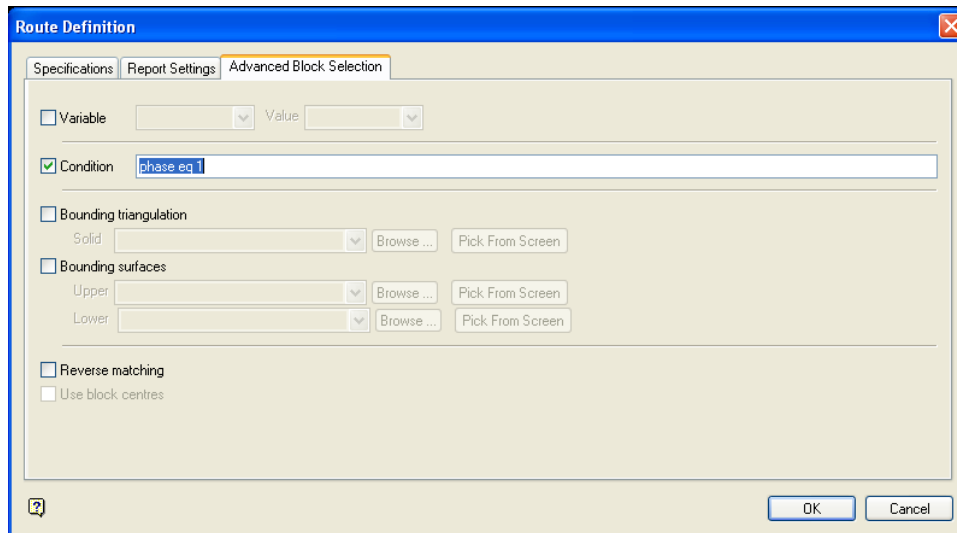 Route Definition
Specifications Report Settings Advanced Block Selection
Variable Value
Condition phase eq 1
Bounding triangulation
Solid Browse ... Pick From Screen
Bounding surfaces
Upper Browse ... Pick From Screen
Lower Browse ... Pick From Screen
Reverse matching
Use block centres
? OK Cancel